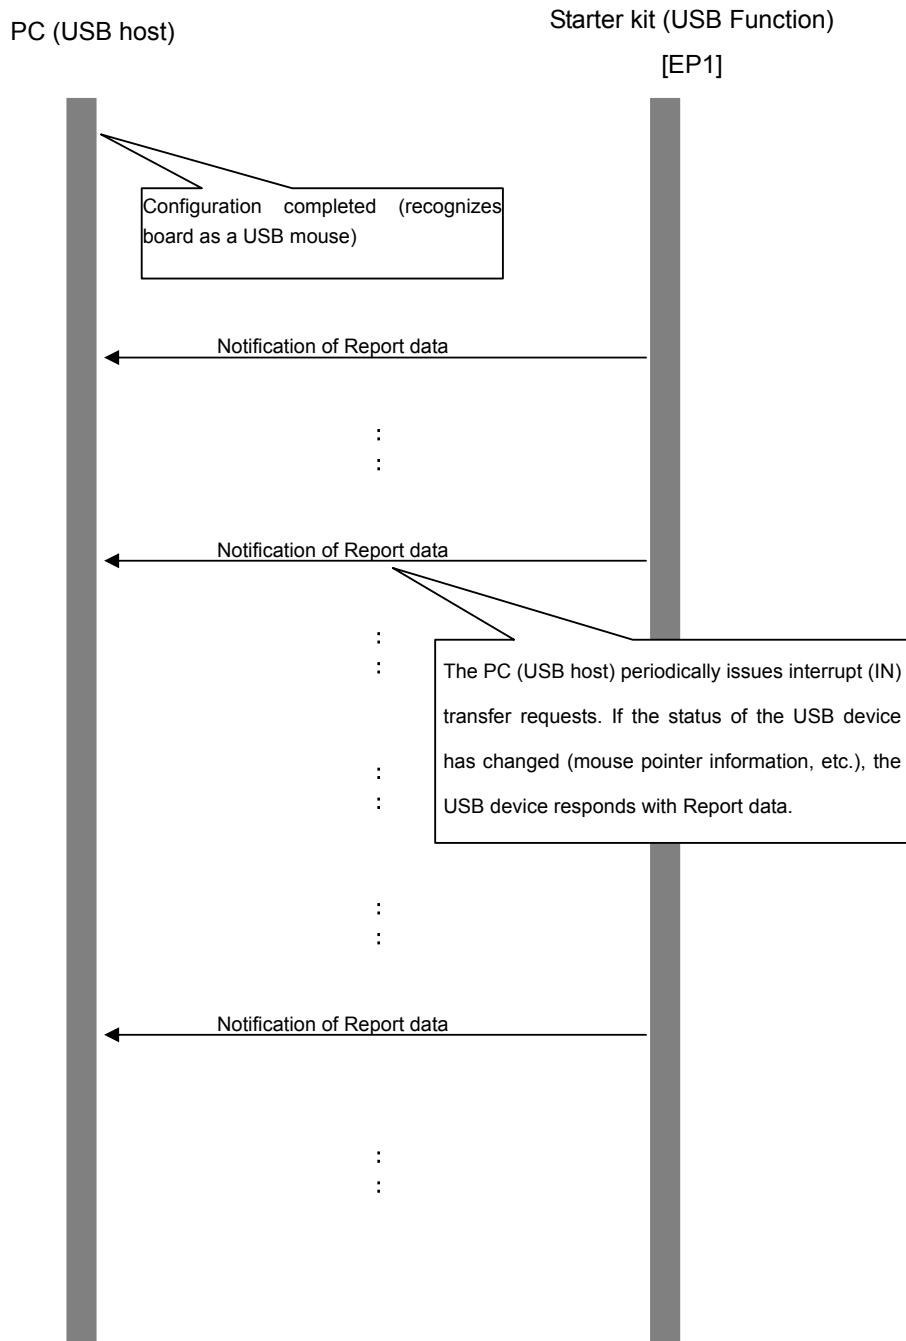 PC (USB host)
Starter kit (USB Function)
[EP1]
Configuration completed (recognizes
board as a USB mouse)
Notification of Report data
:
:
Notification of Report data
:
:
The PC (USB host) periodically issues interrupt (IN)
transfer requests. If the status of the USB device
has changed (mouse pointer information, etc.), the
USB device responds with Report data.
:
:
:
:
Notification of Report data
:
: